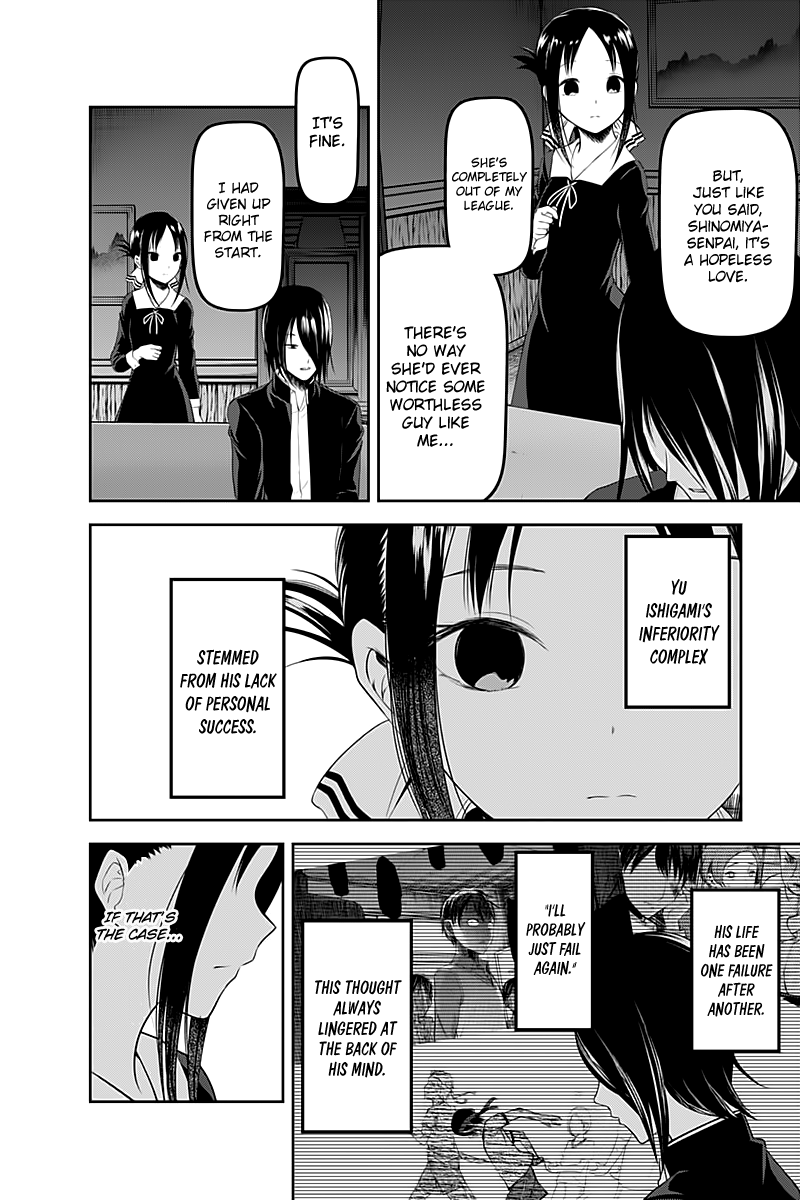 BUT,
JUST LIKE
YOU SAID,
SHINOMIYA-
SENPAI, IT'S
A HOPELESS
LOVE.
SHE'S
COMPLETELY
OUT OF MY
LEAGUE.
THERE'S
NO WAY
SHE'D EVER
NOTICE SOME
WORTHLESS
GUY LIKE
ME...
IT'S
FINE.
I HAD
GIVEN UP
RIGHT
FROM THE
START.
YU
ISHIGAMI'S
INFERIORITY
COMPLEX
STEMMED
FROM HIS LACK
OF PERSONAL
SUCCESS.
HIS LIFE
HAS BEEN
ONE FAILURE
AFTER
ANOTHER.
"I'LL
PROBABLY
JUST FAIL
AGAIN."
THIS THOUGHT
ALWAYS
LINGERED AT
THE BACK OF
HIS MIND.
IF THAT'S
THE CASE...